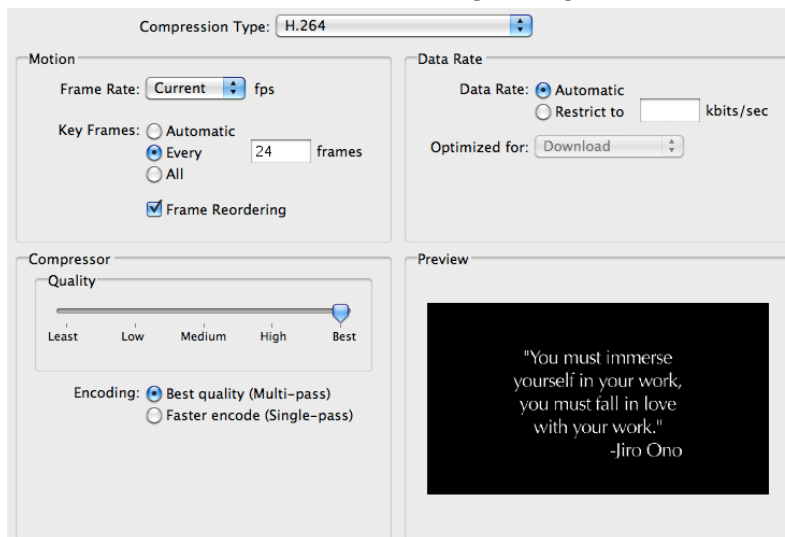 Compression Type: H.264
Motion
Frame Rate: Current fps
Key Frames: Automatic
Every 24 frames
All
Frame Reordering
Data Rate
Data Rate: Automatic
Restrict to kbits/sec
Optimized for: Download
Compressor
Quality
Least Low Medium High Best
Encoding: Best quality (Multi-pass)
Faster encode (Single-pass)
Preview
"You must immerse
yourself in your work,
you must fall in love
with your work."
-Jiro Ono